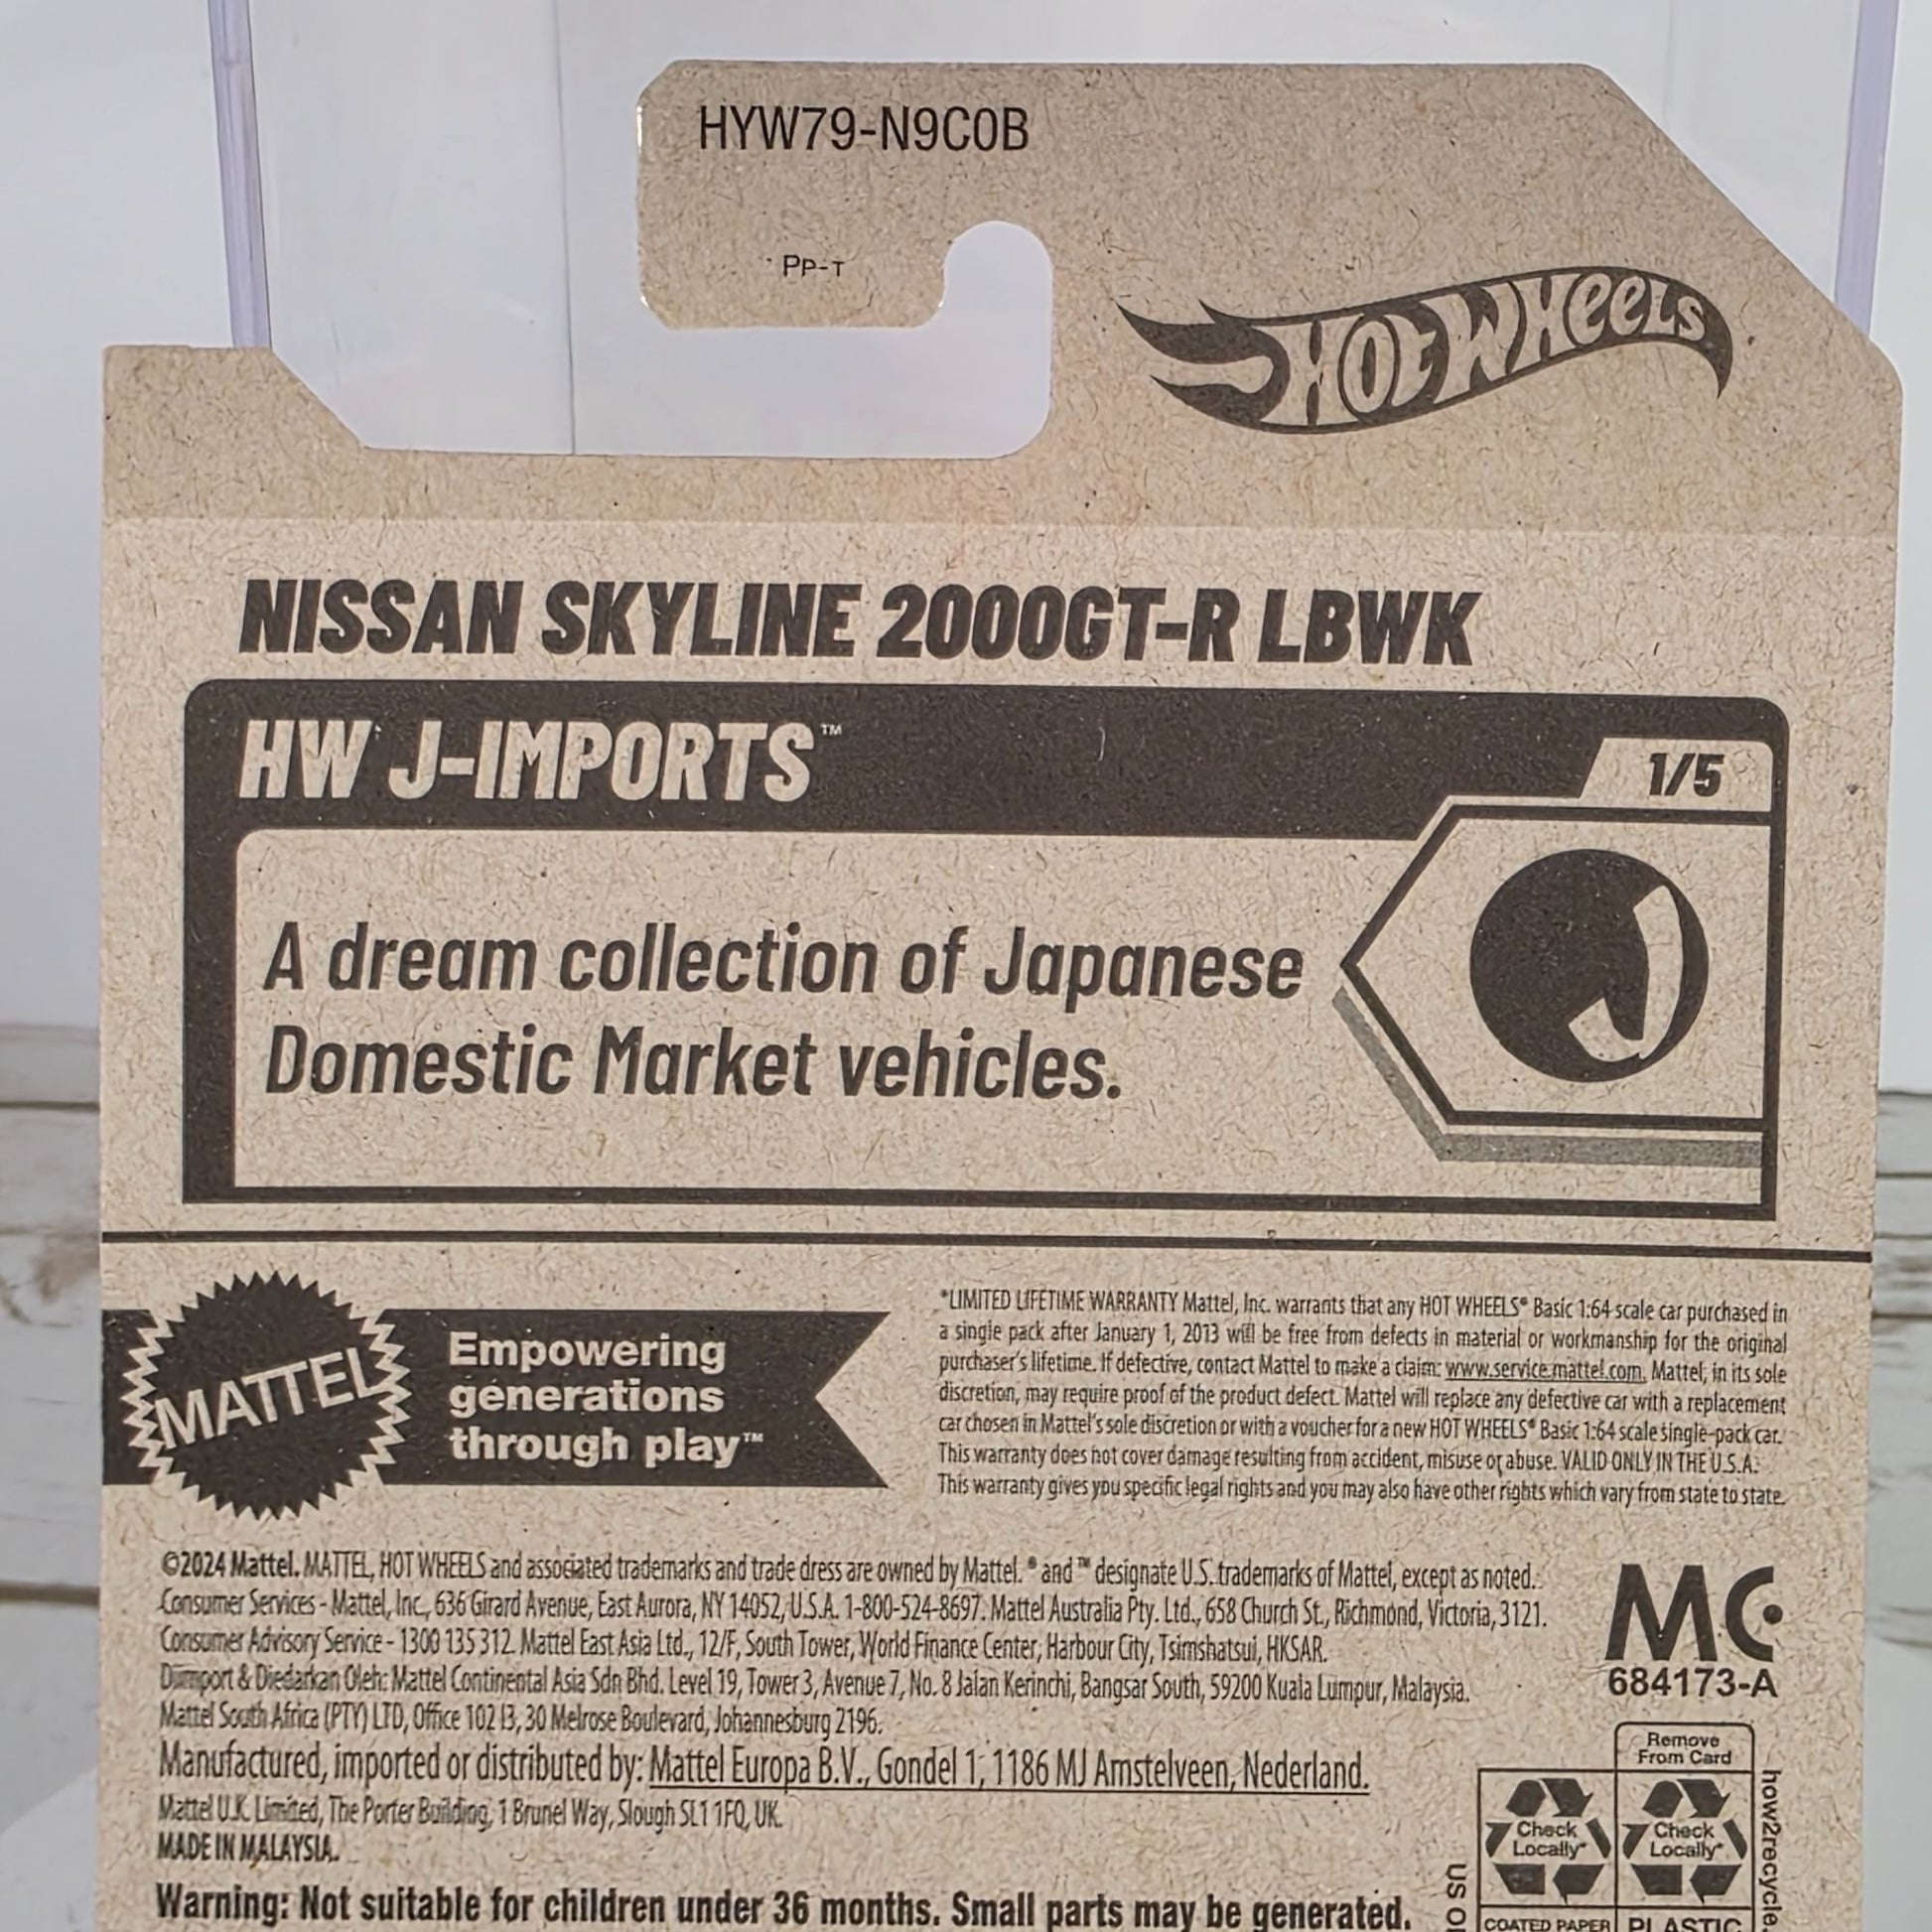 HYW79-N9C0B
PP-T
HOT WHEELS
NISSAN SKYLINE 2000GT-R LBWK
HW J-IMPORTS™
1/5
A dream collection of Japanese
Domestic Market vehicles.
J
MATTEL
Empowering
generations
through play™
*LIMITED LIFETIME WARRANTY Mattel, Inc. warrants that any HOT WHEELS® Basic 1:64 scale car purchased in
a single pack after January 1, 2013 will be free from defects in material or workmanship for the original
purchaser's lifetime. If defective, contact Mattel to make a claim: www.service.mattel.com. Mattel, in its sole
discretion, may require proof of the product defect. Mattel will replace any defective car with a replacement
car chosen in Mattel's sole discretion or with a voucher for a new HOT WHEELS® Basic 1:64 scale single-pack car.
This warranty does not cover damage resulting from accident, misuse or abuse. VALID ONLY IN THE U.S.A.
This warranty gives you specific legal rights and you may also have other rights which vary from state to state.
©2024 Mattel. MATTEL, HOT WHEELS and associated trademarks and trade dress are owned by Mattel. ® and ™ designate U.S. trademarks of Mattel, except as noted.
Consumer Services - Mattel, Inc., 636 Girard Avenue, East Aurora, NY 14052, U.S.A. 1-800-524-8697. Mattel Australia Pty. Ltd., 658 Church St., Richmond, Victoria, 3121.
Consumer Advisory Service - 1300 135 312. Mattel East Asia Ltd., 12/F, South Tower, World Finance Center, Harbour City, Tsimshatsui, HKSAR.
Diimport & Diedarkan Oleh: Mattel Continental Asia Sdn Bhd. Level 19, Tower 3, Avenue 7, No. 8 Jalan Kerinchi, Bangsar South, 59200 Kuala Lumpur, Malaysia.
Mattel South Africa (PTY) LTD, Office 102 I3, 30 Melrose Boulevard, Johannesburg 2196.
Manufactured, imported or distributed by: Mattel Europa B.V., Gondel 1, 1186 MJ Amstelveen, Nederland.
Mattel U.K. Limited, The Porter Building, 1 Brunel Way, Slough SL1 1FQ, UK.
MADE IN MALAYSIA.
Warning: Not suitable for children under 36 months. Small parts may be generated.
MC
684173-A
Remove
From Card
Check
Locally*
Check
Locally*
COATED PAPER
PLASTIC
how2recycle.
US